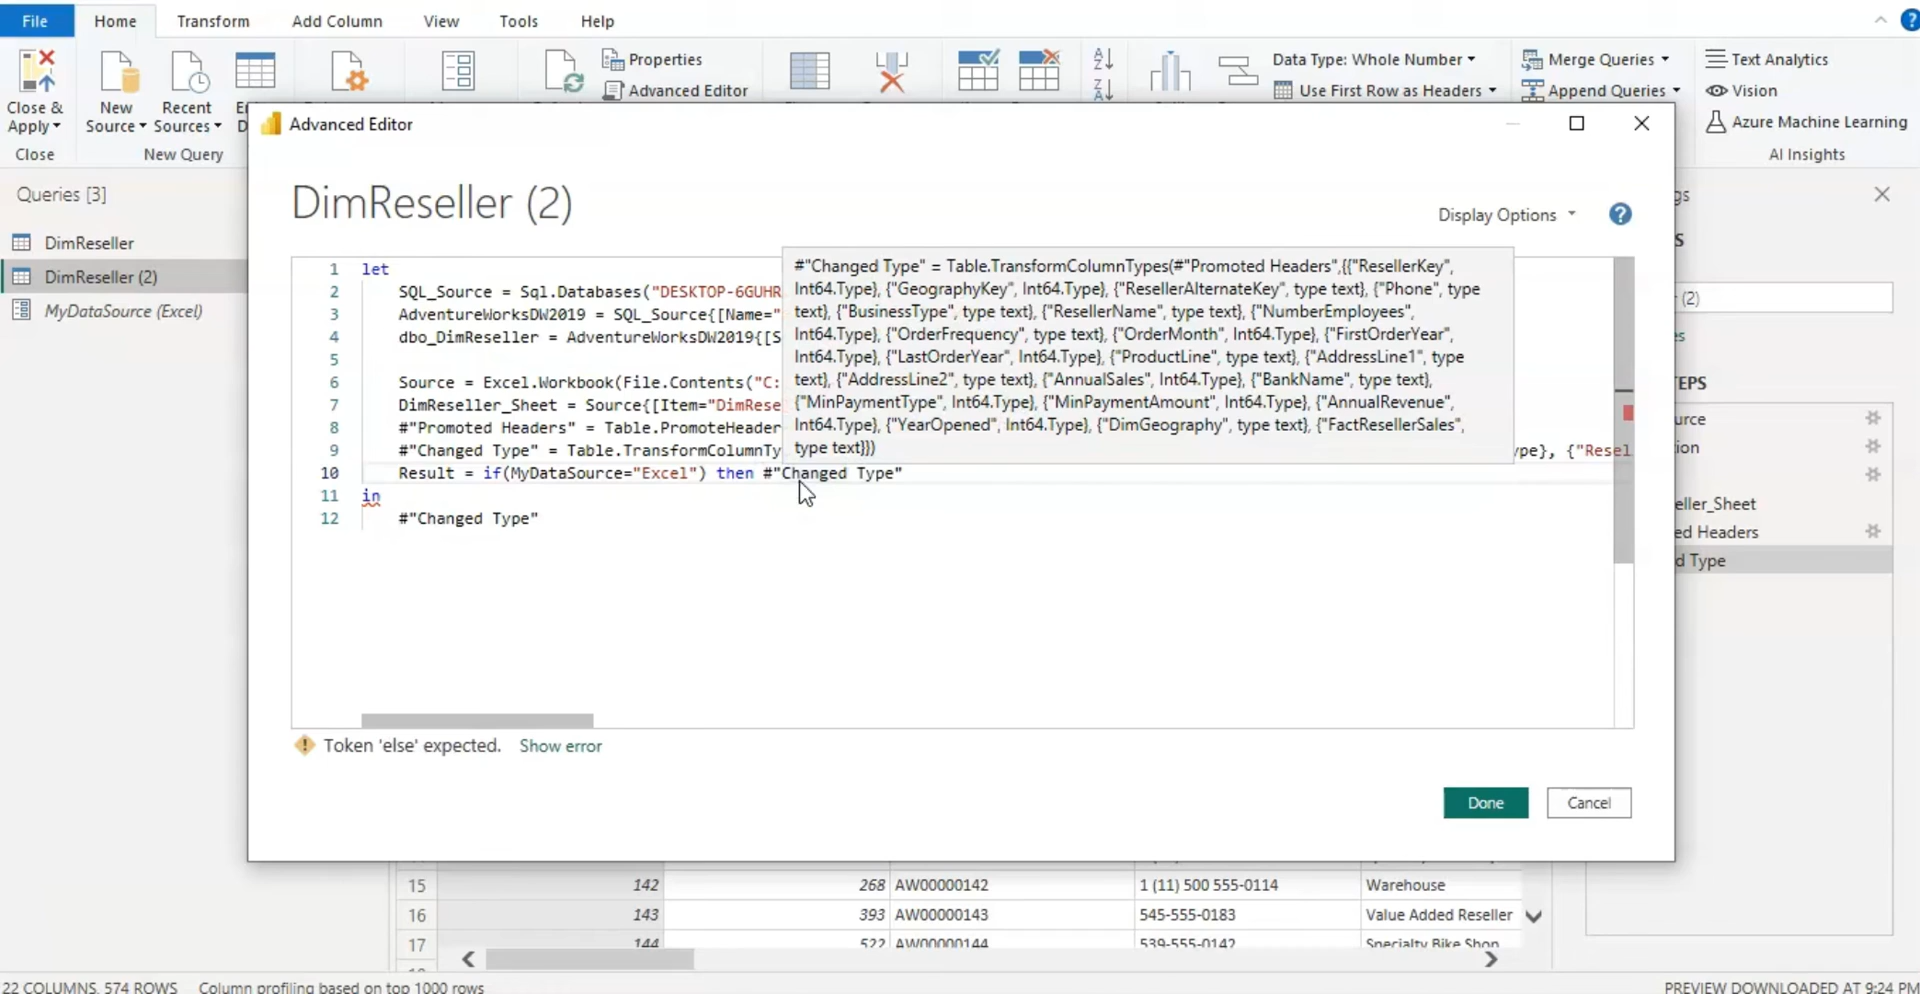 File Home Transform Add Column View Tools Help
Close & Apply
New Source
Recent Sources
Properties
Advanced Editor
Data Type: Whole Number
Use First Row as Headers
Merge Queries
Append Queries
Text Analytics
Vision
Azure Machine Learning
Close
New Query
AI Insights
Queries [3]
DimReseller
DimReseller (2)
MyDataSource (Excel)
Advanced Editor
DimReseller (2)
Display Options
1 let
2 SQL_Source = Sql.Databases("DESKTOP-6GUHR
3 AdventureWorksDW2019 = SQL_Source{[Name="
4 dbo_DimReseller = AdventureWorksDW2019{[S
5
6 Source = Excel.Workbook(File.Contents("C:
7 DimReseller_Sheet = Source{[Item="DimRese
8 #"Promoted Headers" = Table.PromoteHeader
9 #"Changed Type" = Table.TransformColumnTy ype}, {"Resel
10 Result = if(MyDataSource="Excel") then #"Changed Type"
11 in
12 #"Changed Type"
#"Changed Type" = Table.TransformColumnTypes(#"Promoted Headers",{{"ResellerKey",
Int64.Type}, {"GeographyKey", Int64.Type}, {"ResellerAlternateKey", type text}, {"Phone", type
text}, {"BusinessType", type text}, {"ResellerName", type text}, {"NumberEmployees",
Int64.Type}, {"OrderFrequency", type text}, {"OrderMonth", Int64.Type}, {"FirstOrderYear",
Int64.Type}, {"LastOrderYear", Int64.Type}, {"ProductLine", type text}, {"AddressLine1", type
text}, {"AddressLine2", type text}, {"AnnualSales", Int64.Type}, {"BankName", type text},
{"MinPaymentType", Int64.Type}, {"MinPaymentAmount", Int64.Type}, {"AnnualRevenue",
Int64.Type}, {"YearOpened", Int64.Type}, {"DimGeography", type text}, {"FactResellerSales",
type text}})
Token 'else' expected. Show error
Done Cancel
(2)
TEPS
ource
ion
eller_Sheet
ed Headers
d Type
15 142 268 AW00000142 1 (11) 500 555-0114 Warehouse
16 143 393 AW00000143 545-555-0183 Value Added Reseller
17 144 522 AW00000144 539-555-0142 Specialty Bike Shop
22 COLUMNS, 574 ROWS Column profiling based on top 1000 rows PREVIEW DOWNLOADED AT 9:24 PM